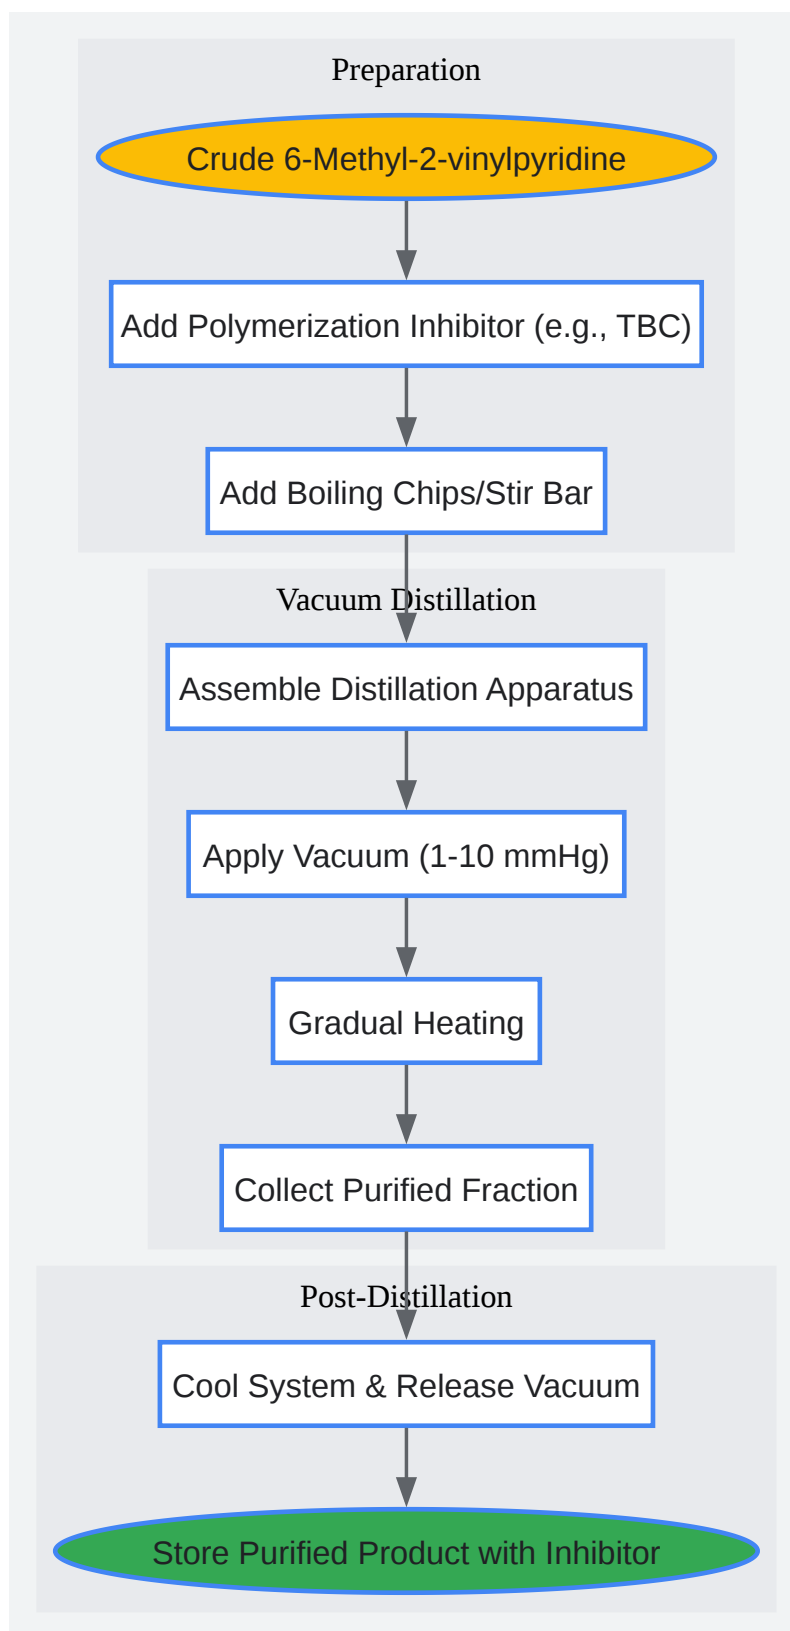 Preparation
Crude 6-Methyl-2-vinylpyridine
Add Polymerization Inhibitor (e.g., TBC)
Add Boiling Chips/Stir Bar
Vacuum Distillation
Assemble Distillation Apparatus
Apply Vacuum (1-10 mmHg)
Gradual Heating
Collect Purified Fraction
Post-Distillation
Cool System & Release Vacuum
Store Purified Product with Inhibitor